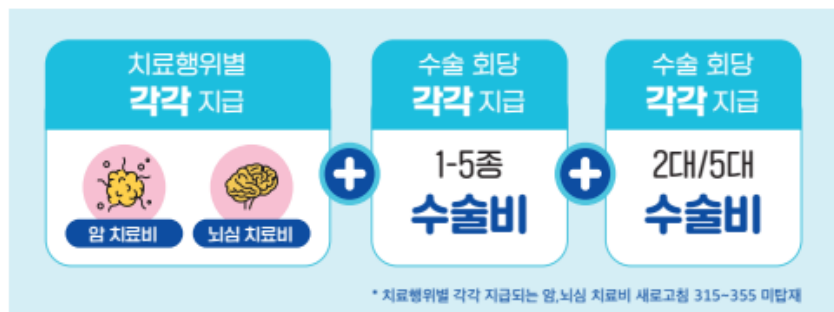 치료행위별
각각 지급
암 치료비
뇌심 치료비
수술 회당
각각 지급
1-5종
수술비
수술 회당
각각 지급
2대/5대
수술비
* 치료행위별 각각 지급되는 암,뇌심 치료비 새로고침 315~355 미탑재